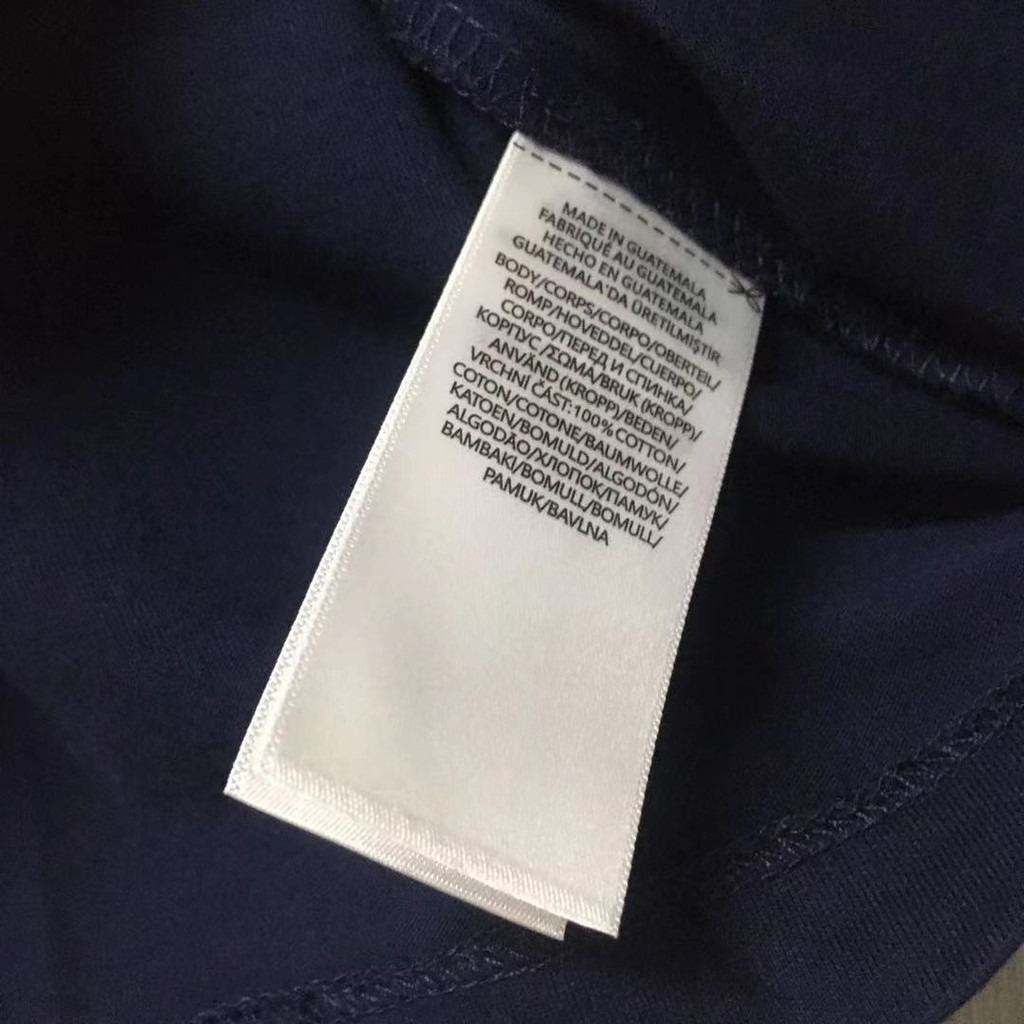 MADE IN GUATEMALA
FABRIQUÉ AU GUATEMALA
HECHO EN GUATEMALA
GUATEMALA'DA ÜRETILMIŞTIR
BODY/CORPS/CORPO/OBERTEIL/
ROMP/HOVEDDEL/CUERPO/
CORPO/ПЕРЕД И СПИНКА/
КОРПУС/ΣΩΜΑ/BRUK (KROPP)/
ANVÄND (KROPP)/BEDEN/
VRCHNÍ ČÁST:100% COTTON/
COTON/COTONE/BAUMWOLLE/
KATOEN/BOMULD/ALGODÓN/
ALGODÃO/ХЛОПОК/ПАМУК/
BAMBAKI/BOMULL/BOMULL/
PAMUK/BAVLNA